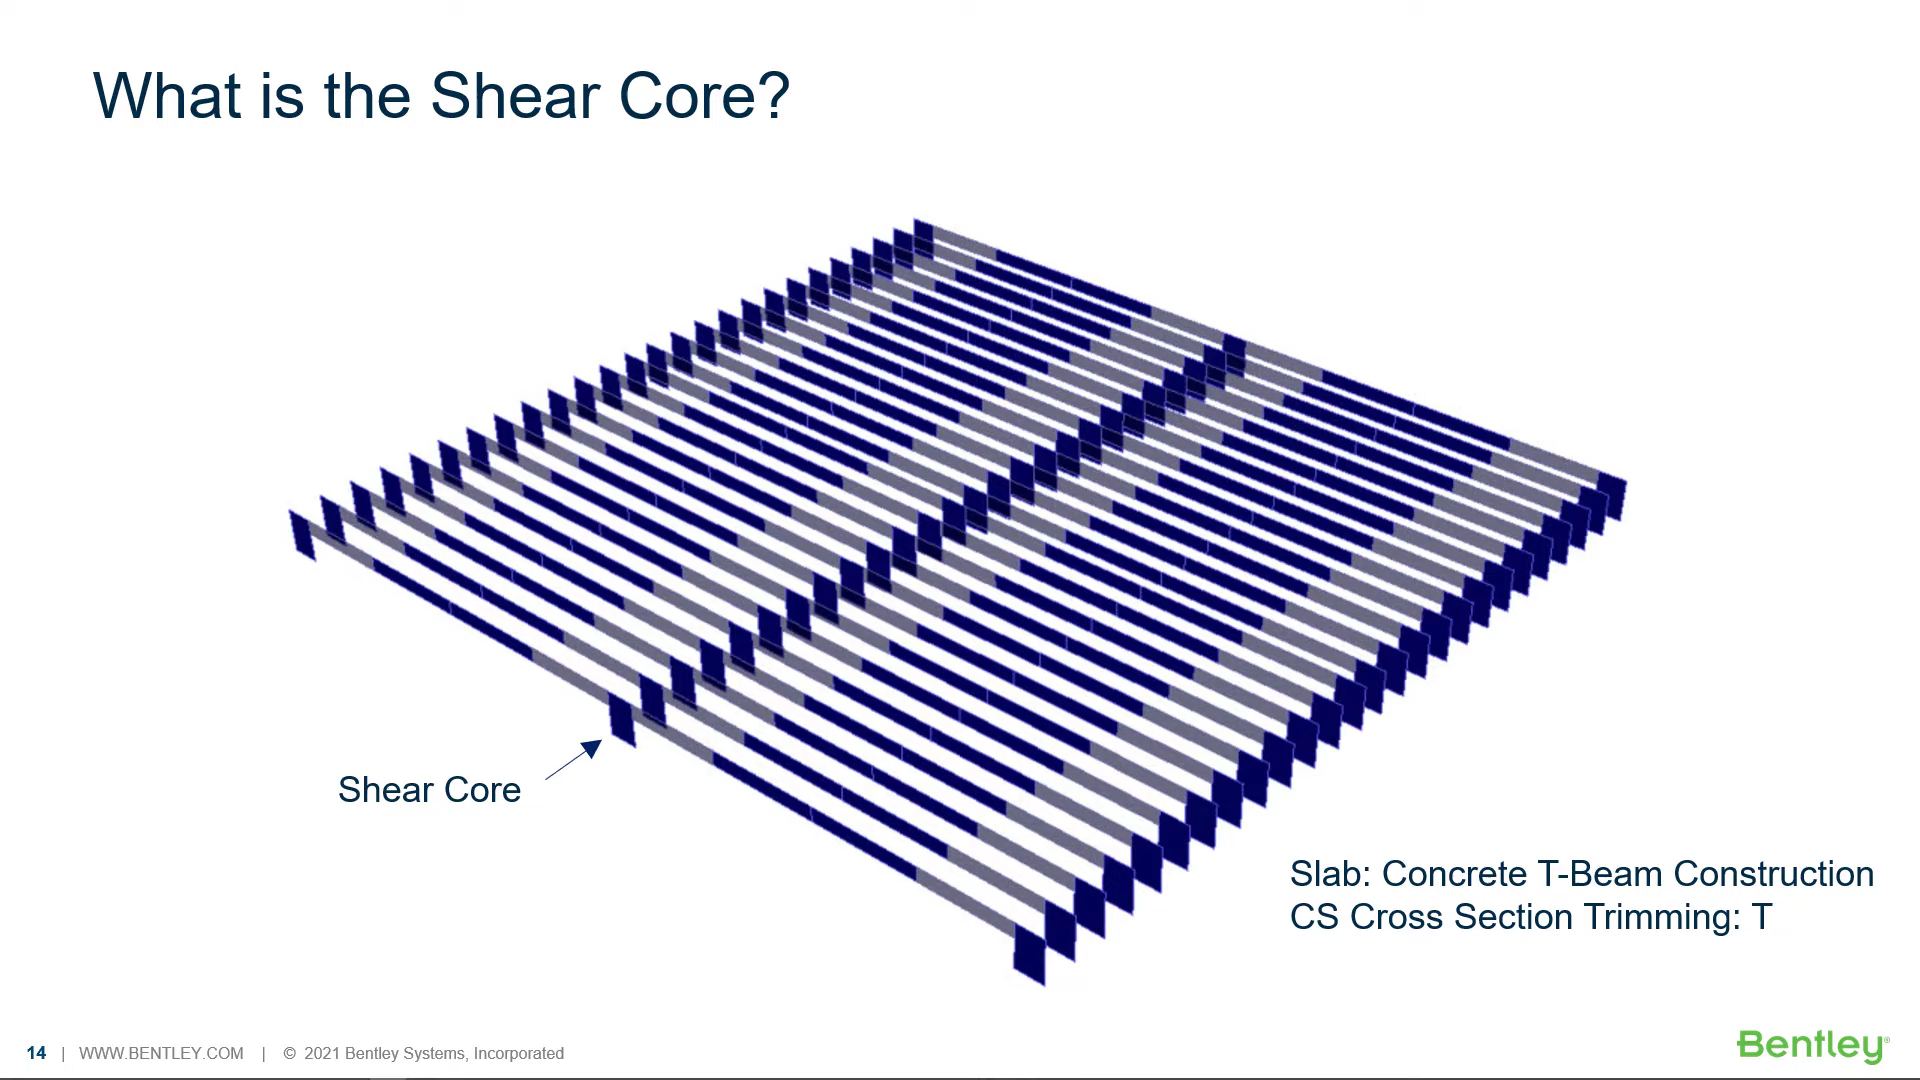 What is the Shear Core?
Shear Core
Slab: Concrete T-Beam Construction
CS Cross Section Trimming: T
14 | WWW.BENTLEY.COM | © 2021 Bentley Systems, Incorporated
Bentley®